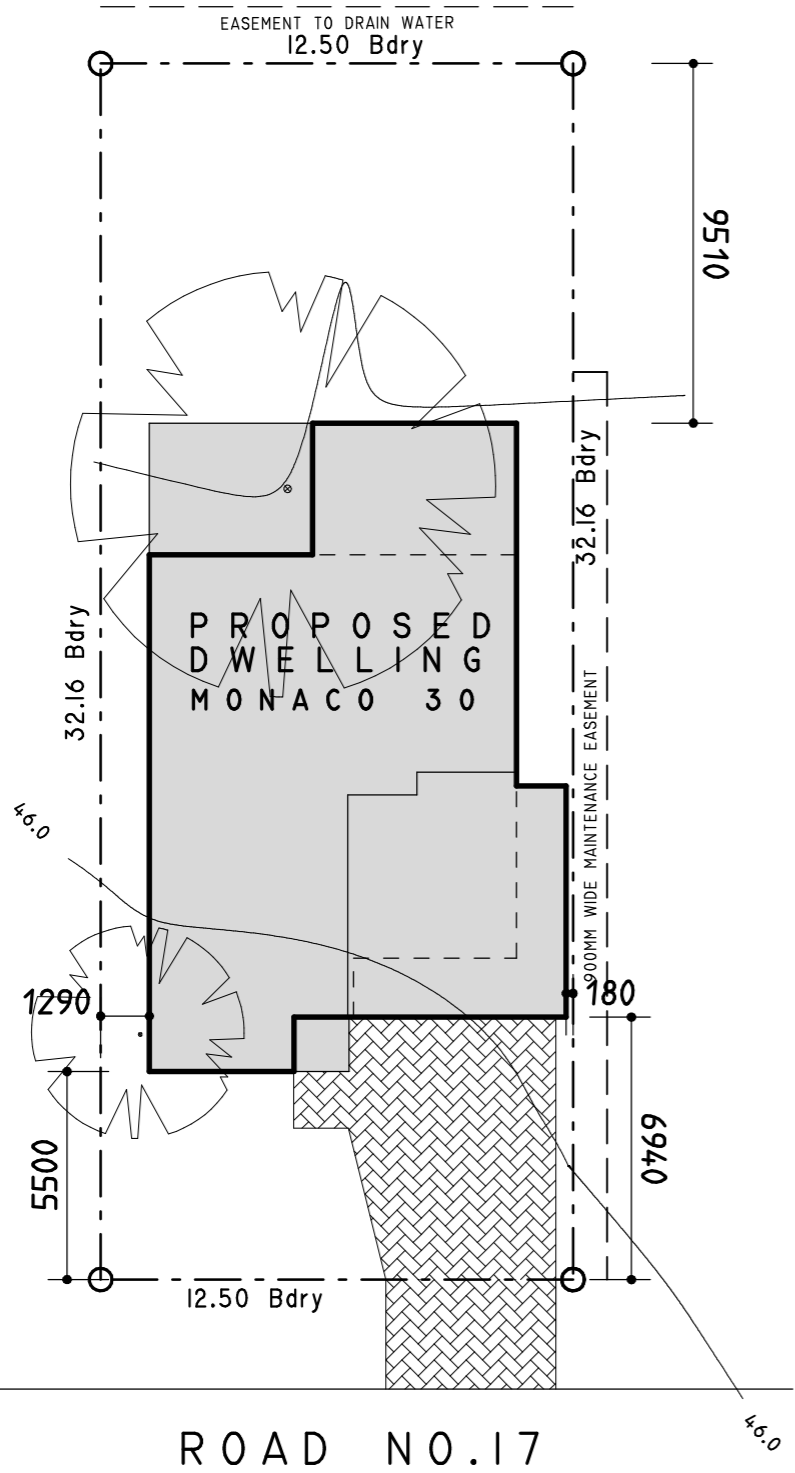 EASEMENT TO DRAIN WATER
12.50 Bdry
9510
32.16 Bdry
PROPOSED
DWELLING
MONACO 30
32.16 Bdry
900MM WIDE MAINTENANCE EASEMENT
46.0
1290
180
5500
6940
12.50 Bdry
46.0
ROAD NO.17